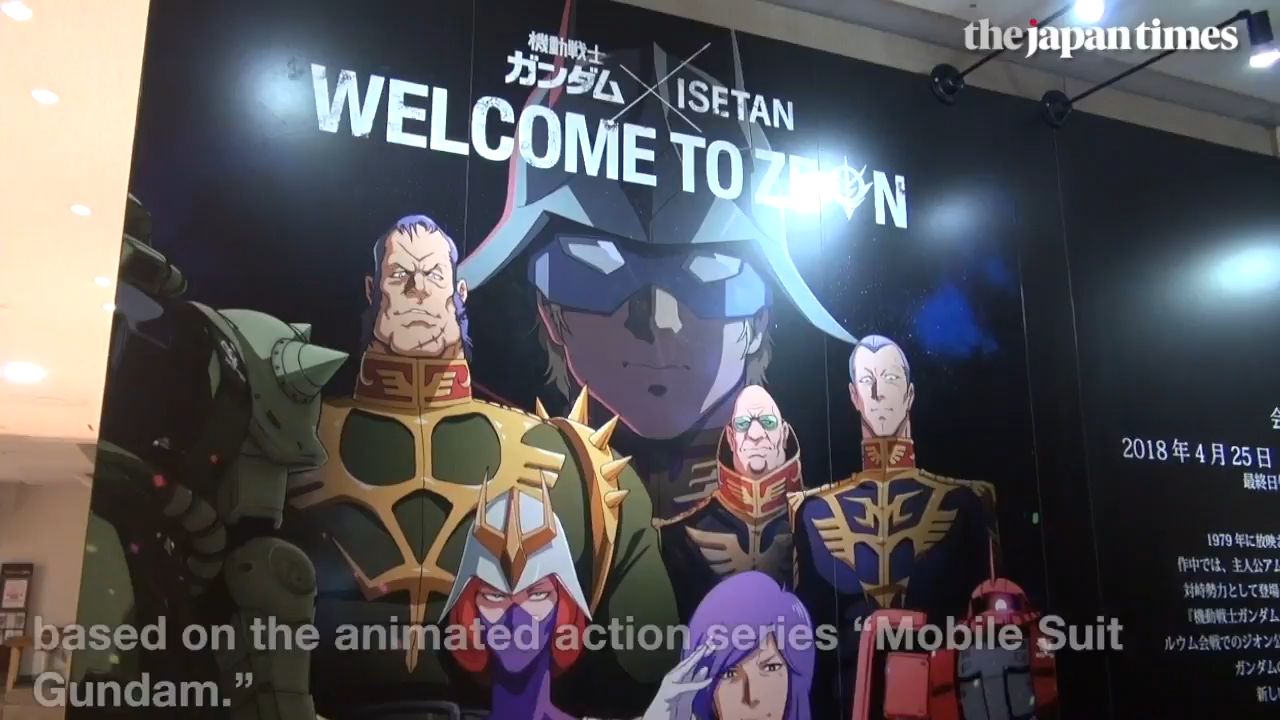 the japan times
機動戦士
ガンダム × ISETAN
WELCOME TO ZEON
2018年4月25日
1979年に放映
作中では、主人公アム
対峙勢力として登場
『機動戦士ガンダム
ルウム会戦でのジオン
ガンダムの
新し
based on the animated action series “Mobile Suit
Gundam.”